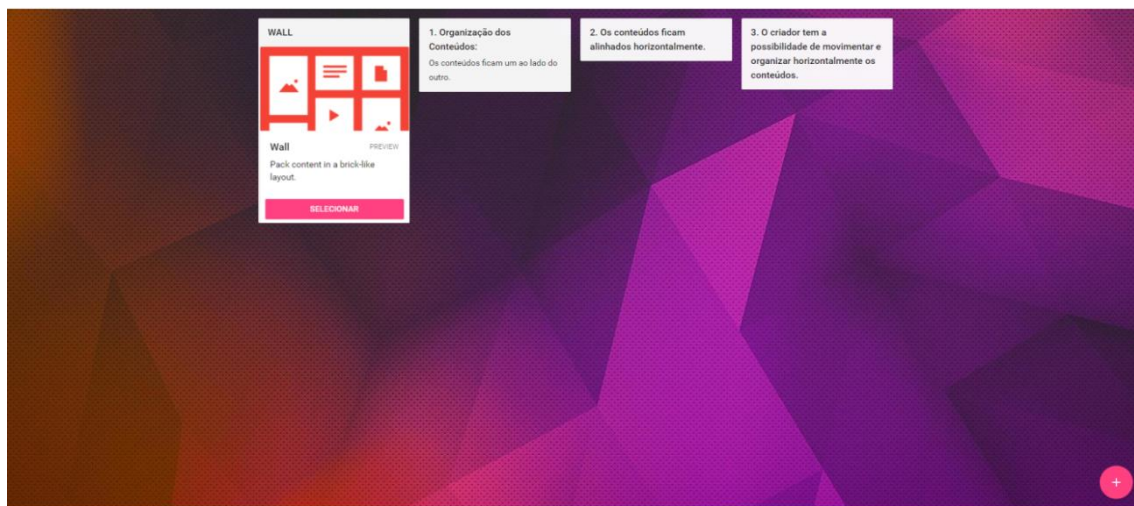 WALL
Wall
PREVIEW
Pack content in a brick-like
layout.
SELECIONAR
1. Organização dos
Conteúdos:
Os conteúdos ficam um ao lado do
outro.
2. Os conteúdos ficam
alinhados horizontalmente.
3. O criador tem a
possibilidade de movimentar e
organizar horizontalmente os
conteúdos.
+